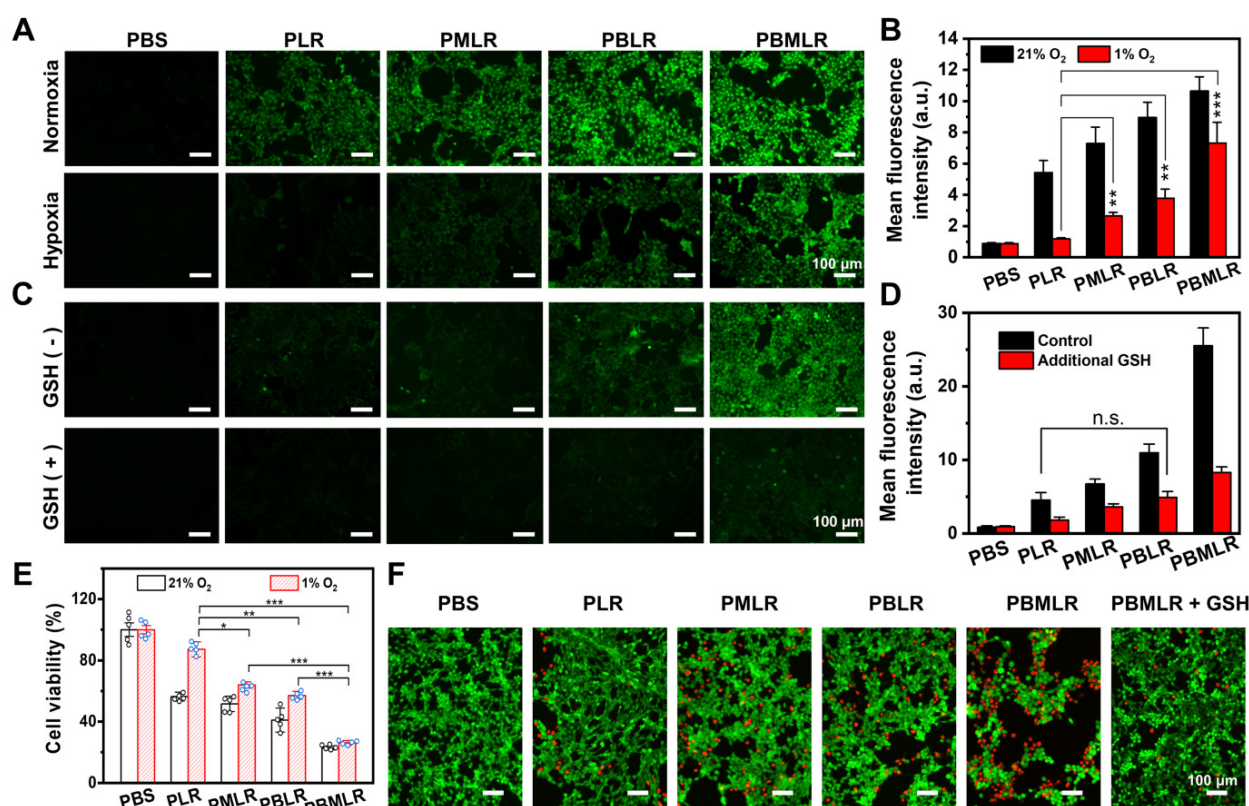 A
PBS PLR PMLR PBLR PBMLR
Normoxia
Hypoxia
100 μm
B
21% O₂ 1% O₂
Mean fluorescence
intensity (a.u.)
14
12
10
8
6
4
2
0
**
**
***
PBS PLR PMLR PBLR PBMLR
C
GSH ( - )
GSH ( + )
100 μm
D
Control
Additional GSH
Mean fluorescence
intensity (a.u.)
30
20
10
0
n.s.
PBS PLR PMLR PBLR PBMLR
E
21% O₂ 1% O₂
Cell viability (%)
120
80
40
0
***
**
*
***
***
PBS PLR PMLR PBLR PBMLR
F
PBS PLR PMLR PBLR PBMLR PBMLR + GSH
100 μm